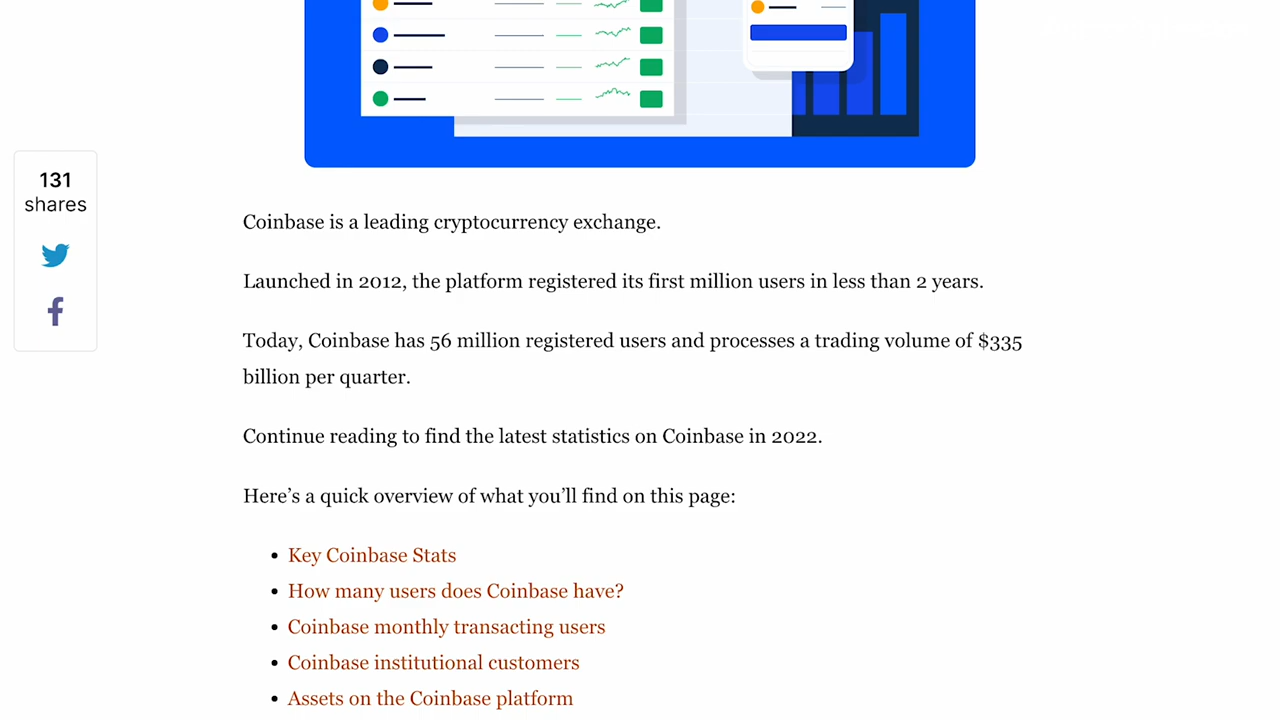 131
shares
Coinbase is a leading cryptocurrency exchange.
Launched in 2012, the platform registered its first million users in less than 2 years.
Today, Coinbase has 56 million registered users and processes a trading volume of $335
billion per quarter.
Continue reading to find the latest statistics on Coinbase in 2022.
Here’s a quick overview of what you’ll find on this page:
• Key Coinbase Stats
• How many users does Coinbase have?
• Coinbase monthly transacting users
• Coinbase institutional customers
• Assets on the Coinbase platform